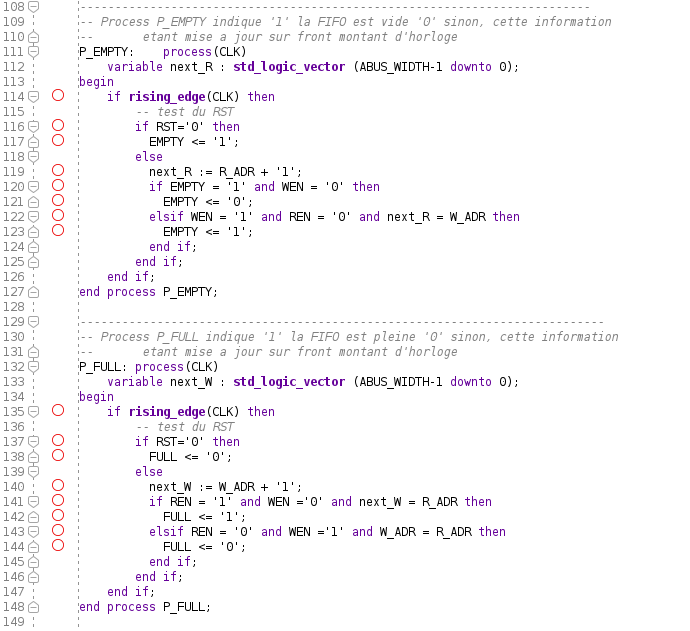 108 -------------------------------------------------------------------------
109 -- Process P_EMPTY indique '1' la FIFO est vide '0' sinon, cette information
110 --       etant mise a jour sur front montant d'horloge
111 P_EMPTY:    process(CLK)
112     variable next_R : std_logic_vector (ABUS_WIDTH-1 downto 0);
113 begin
114     if rising_edge(CLK) then
115         -- test du RST
116         if RST='0' then
117           EMPTY <= '1';
118         else
119           next_R := R_ADR + '1';
120           if EMPTY = '1' and WEN = '0' then
121             EMPTY <= '0';
122           elsif WEN = '1' and REN = '0' and next_R = W_ADR then
123             EMPTY <= '1';
124           end if;
125         end if;
126     end if;
127 end process P_EMPTY;
128
129 ---------------------------------------------------------------------------
130 -- Process P_FULL indique '1' la FIFO est pleine '0' sinon, cette information
131 --       etant mise a jour sur front montant d'horloge
132 P_FULL: process(CLK)
133     variable next_W : std_logic_vector (ABUS_WIDTH-1 downto 0);
134 begin
135     if rising_edge(CLK) then
136         -- test du RST
137         if RST='0' then
138           FULL <= '0';
139         else
140           next_W := W_ADR + '1';
141           if REN = '1' and WEN ='0' and next_W = R_ADR then
142             FULL <= '1';
143           elsif REN = '0' and WEN ='1' and W_ADR = R_ADR then
144             FULL <= '0';
145           end if;
146         end if;
147     end if;
148 end process P_FULL;
149